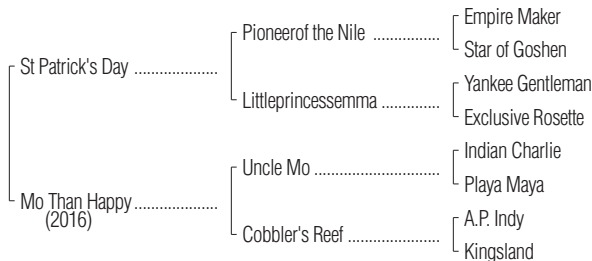 Empire Maker
Pioneerof the Nile ................
Star of Goshen
St Patrick's Day ....................
Yankee Gentleman
Littleprincessemma ..............
Exclusive Rosette
Indian Charlie
Uncle Mo ..............................
Playa Maya
Mo Than Happy ....................
(2016)
A.P. Indy
Cobbler's Reef ......................
Kingsland